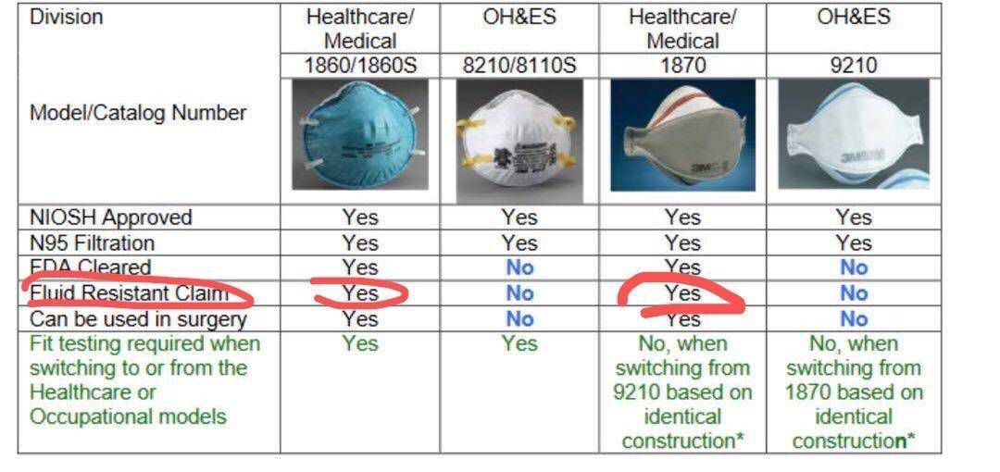 Division
Healthcare/
Medical
OH&ES
Healthcare/
Medical
OH&ES
Model/Catalog Number
1860/1860S
8210/8110S
1870
9210
3M
3M
NIOSH Approved Yes Yes Yes Yes
N95 Filtration Yes Yes Yes Yes
FDA Cleared Yes No Yes No
Fluid Resistant Claim Yes No Yes No
Can be used in surgery Yes No Yes No
Fit testing required when
switching to or from the
Healthcare or
Occupational models
Yes
Yes
No, when
switching from
9210 based on
identical
construction*
No, when
switching from
1870 based on
identical
construction*